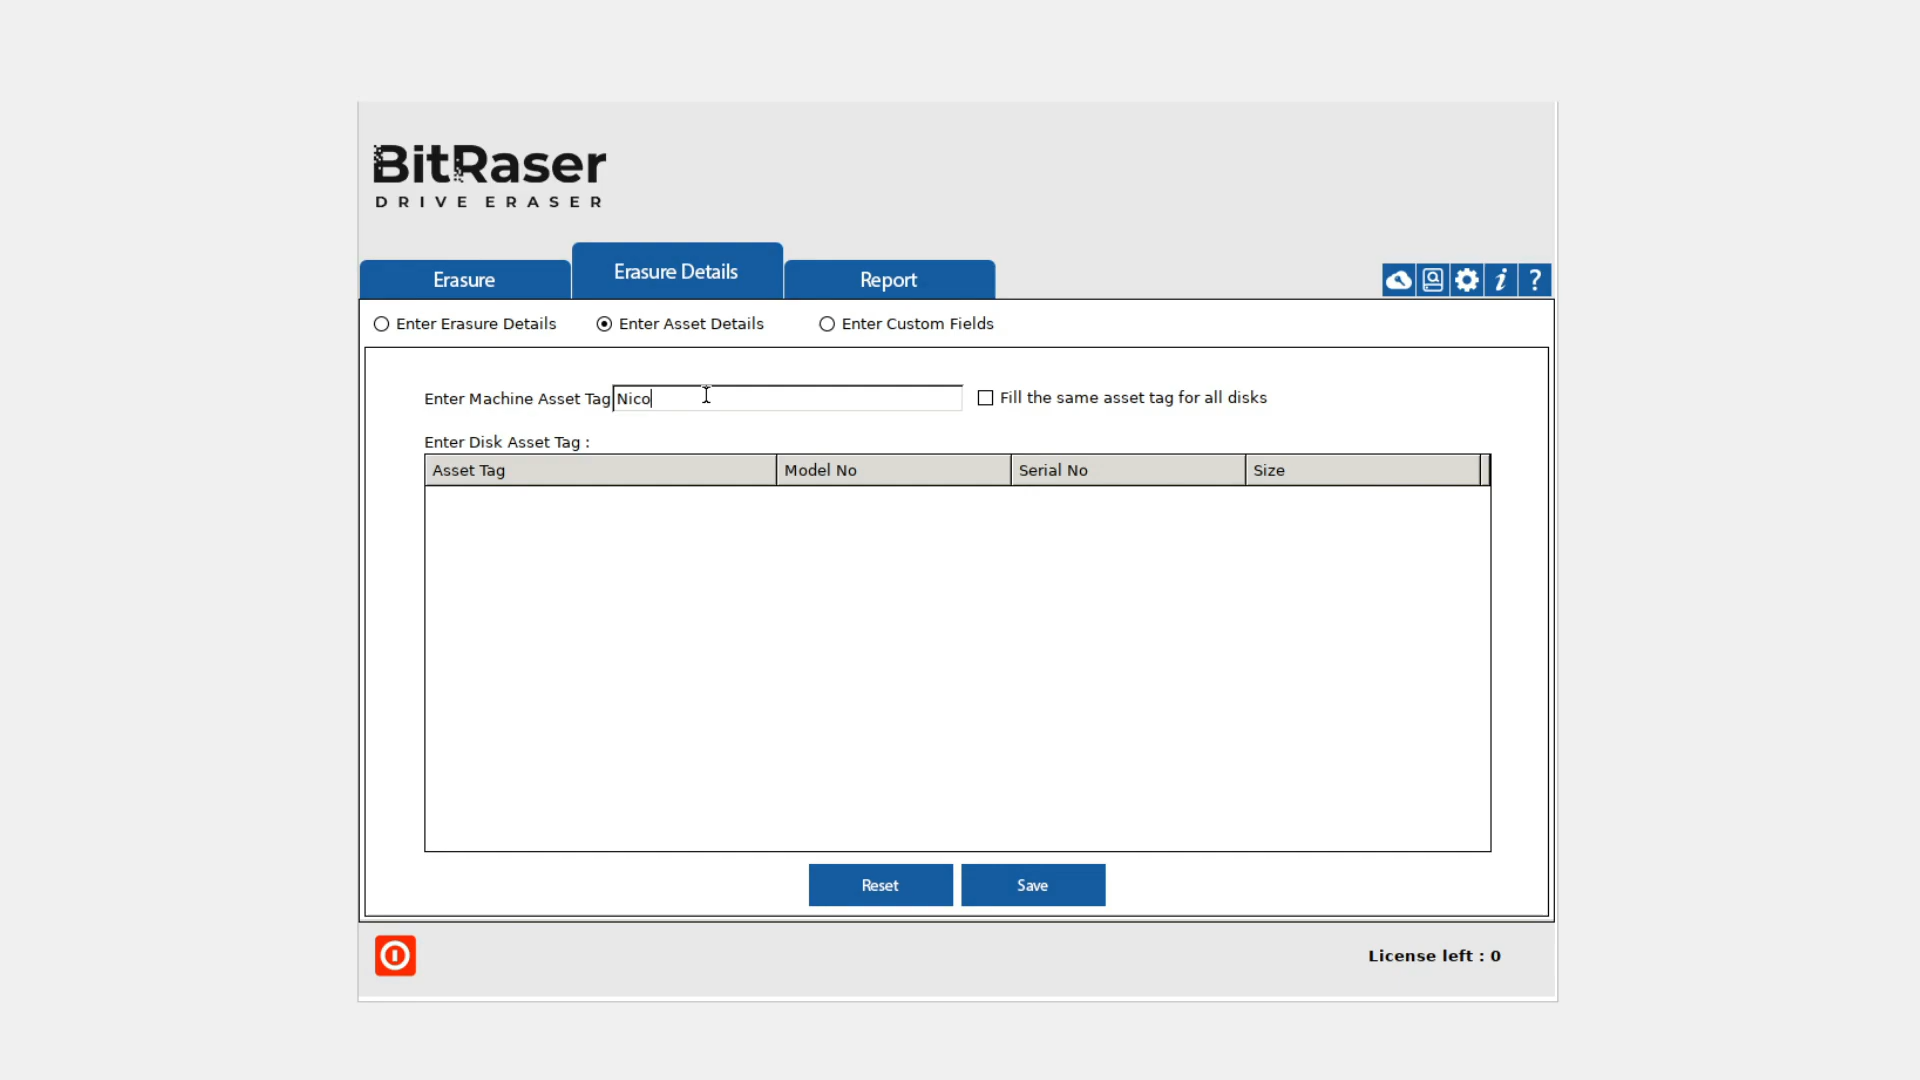 BitRaser
DRIVE ERASER
Erasure
Erasure Details
Report
i
?
Enter Erasure Details
Enter Asset Details
Enter Custom Fields
Enter Machine Asset Tag
Nico
Fill the same asset tag for all disks
Enter Disk Asset Tag :
Asset Tag
Model No
Serial No
Size
Reset
Save
License left : 0